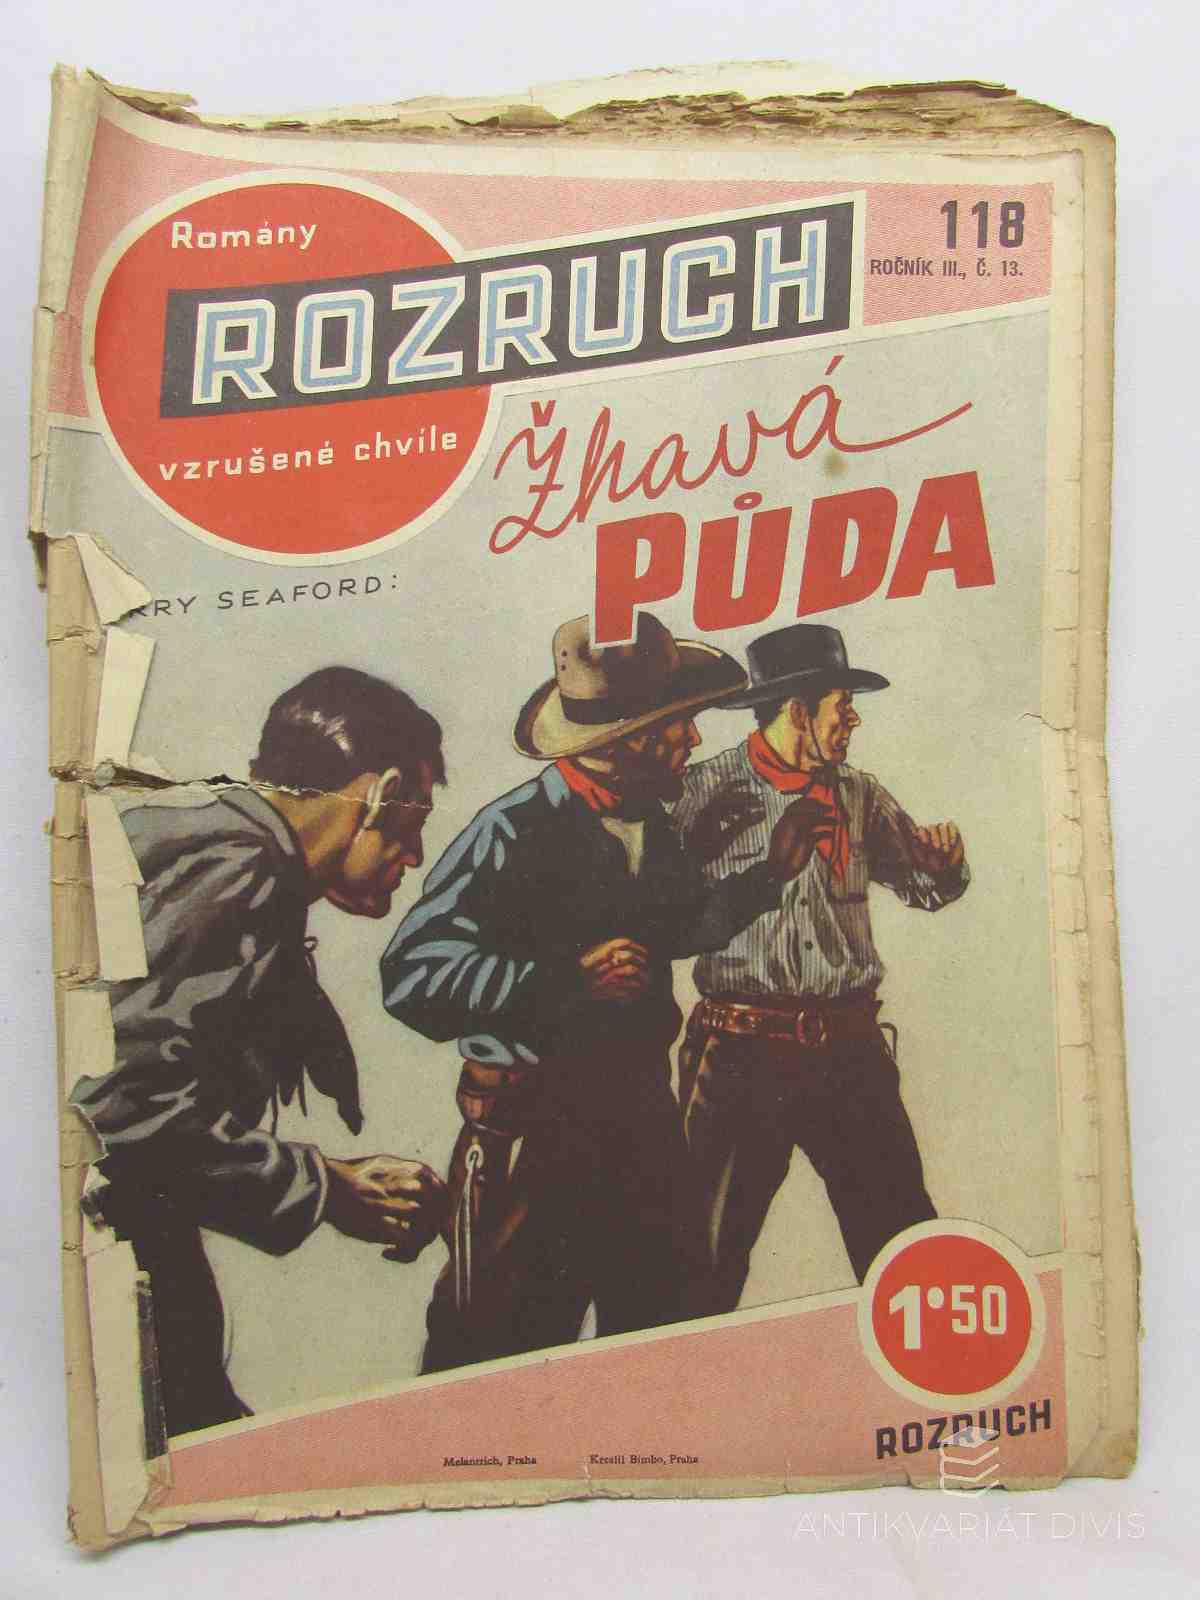 Romány
ROZRUCH
vzrušené chvíle
118
ROČNÍK III., Č. 13.
Žhavá
PŮDA
RRY SEAFORD:
1·50
ROZRUCH
Melantrich, Praha
Kreslil Bimbo, Praha
ANTIKVARIÁT DIVIŠ